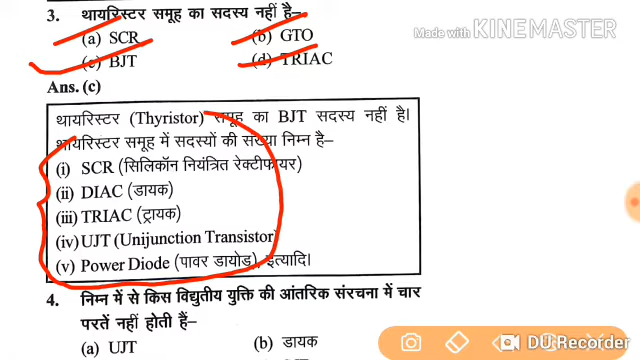 3. थायरिस्टर समूह का सदस्य नहीं है–
(a) SCR (b) GTO
(c) BJT (d) TRIAC
Ans. (c)
थायरिस्टर (Thyristor) समूह का BJT सदस्य नहीं है।
थायरिस्टर समूह में सदस्यों की संख्या निम्न है–
(i) SCR (सिलिकॉन नियंत्रित रेक्टीफायर)
(ii) DIAC (डायक)
(iii) TRIAC (ट्रायक)
(iv) UJT (Unijunction Transistor)
(v) Power Diode (पावर डायोड), इत्यादि।
4. निम्न में से किस विद्युतीय युक्ति की आंतरिक संरचना में चार
परतें नहीं होती हैं–
(a) UJT (b) डायक
Made with KINEMASTER
DU Recorder